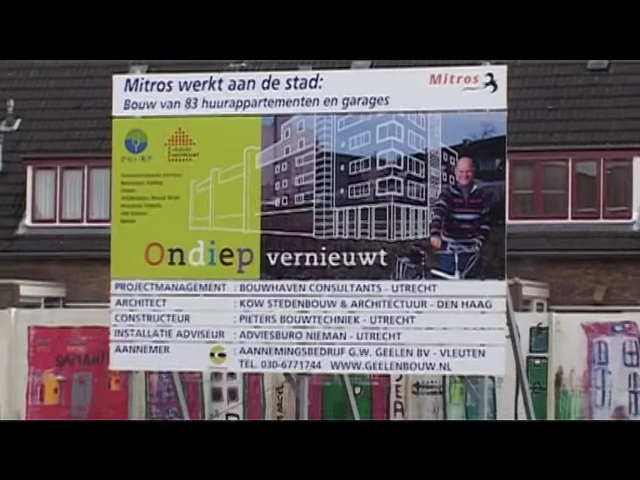 Mitros werkt aan de stad:
Mitros
Bouw van 83 huurappartementen en garages
Ondiep vernieuwt
PROJECTMANAGEMENT : BOUWHAVEN CONSULTANTS - UTRECHT
ARCHITECT : KOW STEDENBOUW & ARCHITECTUUR - DEN HAAG
CONSTRUCTEUR : PIETERS BOUWTECHNIEK - UTRECHT
INSTALLATIE ADVISEUR : ADVIESBURO NIEMAN - UTRECHT
AANNEMER : AANNEMINGSBEDRIJF G.W. GEELEN BV - VLEUTEN
TEL. 030-6771744 WWW.GEELENBOUW.NL